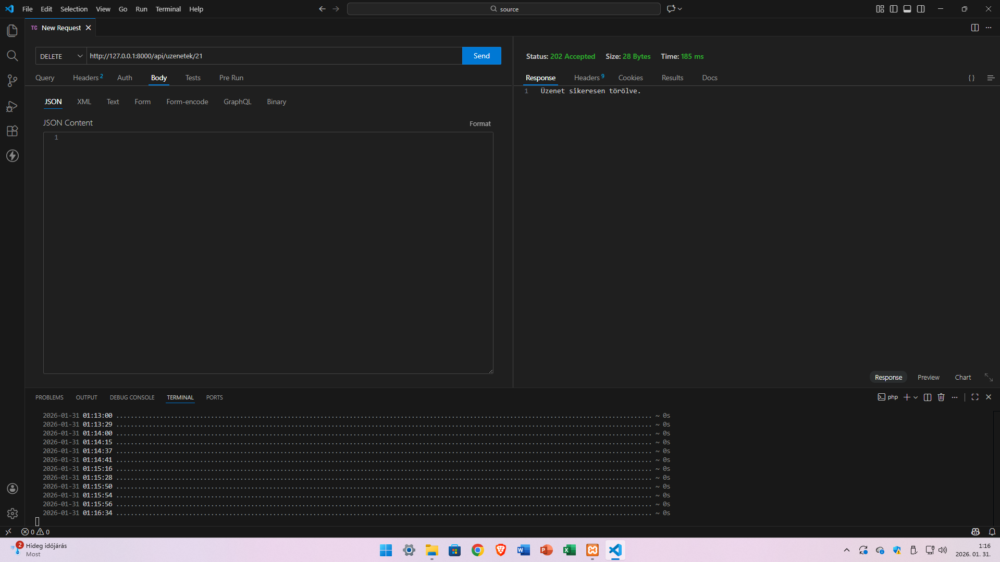 File Edit Selection View Go Run Terminal Help
source
TC New Request
DELETE http://127.0.0.1:8000/api/uzenetek/21 Send
Query Headers 2 Auth Body Tests Pre Run
JSON XML Text Form Form-encode GraphQL Binary
JSON Content Format
1
Status: 202 Accepted Size: 28 Bytes Time: 185 ms
Response Headers 9 Cookies Results Docs {}
1 Üzenet sikeresen törölve.
Response Preview Chart
PROBLEMS OUTPUT DEBUG CONSOLE TERMINAL PORTS
php
2026-01-31 01:13:00 ........ ~ 0s
2026-01-31 01:13:29 ........ ~ 0s
2026-01-31 01:14:00 ........ ~ 0s
2026-01-31 01:14:15 ........ ~ 0s
2026-01-31 01:14:37 ........ ~ 0s
2026-01-31 01:14:41 ........ ~ 0s
2026-01-31 01:15:16 ........ ~ 0s
2026-01-31 01:15:28 ........ ~ 0s
2026-01-31 01:15:50 ........ ~ 0s
2026-01-31 01:15:54 ........ ~ 0s
2026-01-31 01:15:56 ........ ~ 0s
2026-01-31 01:16:34 ........ ~ 0s
0 0
2 Hideg időjárás
Most
W P X
1:16
2026. 01. 31.